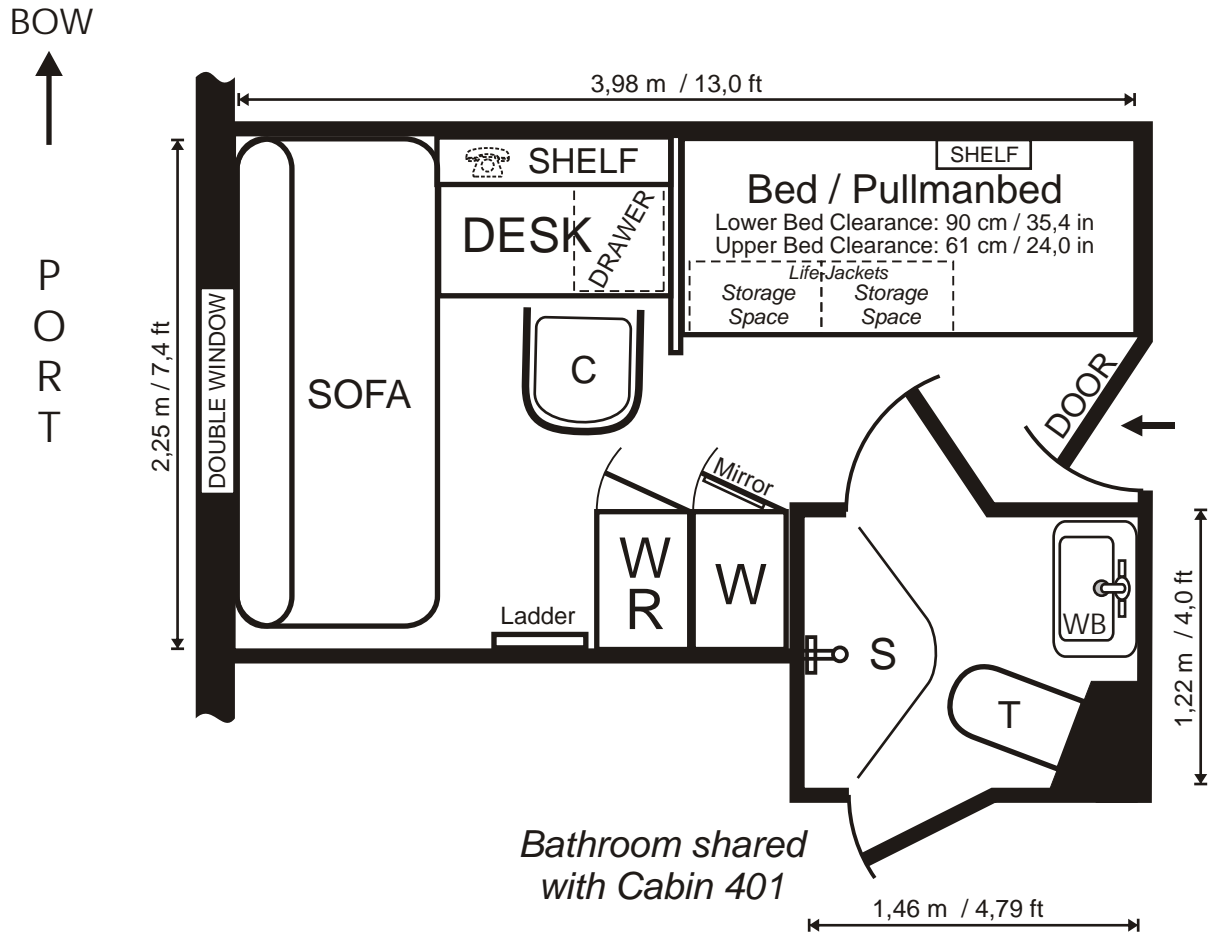 BOW
3,98 m / 13,0 ft
SHELF
SHELF
Bed / Pullmanbed
Lower Bed Clearance: 90 cm / 35,4 in
Upper Bed Clearance: 61 cm / 24,0 in
DESK
DRAWER
Life-Jackets
Storage
Space
Storage
Space
PORT
2,25 m / 7,4 ft
DOUBLE WINDOW
SOFA
C
DOOR
Mirror
W
R
W
Ladder
WB
S
T
1,22 m / 4,0 ft
Bathroom shared
with Cabin 401
1,46 m / 4,79 ft